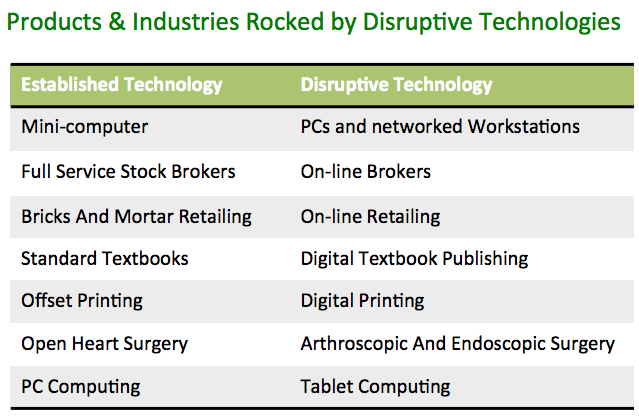 Products & Industries Rocked by Disruptive Technologies
Established Technology Disruptive Technology
Mini-computer PCs and networked Workstations
Full Service Stock Brokers On-line Brokers
Bricks And Mortar Retailing On-line Retailing
Standard Textbooks Digital Textbook Publishing
Offset Printing Digital Printing
Open Heart Surgery Arthroscopic And Endoscopic Surgery
PC Computing Tablet Computing